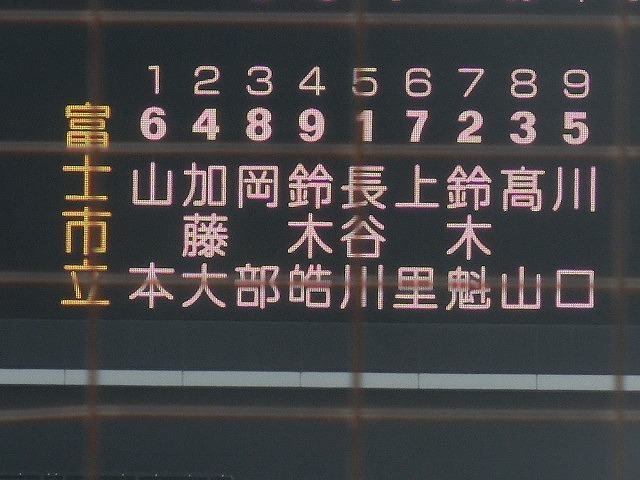 富士市立
1 2 3 4 5 6 7 8 9
6 4 8 9 1 7 2 3 5
山本
加藤大
岡部
鈴木皓
長谷川
上里
鈴木魁
髙山
川口